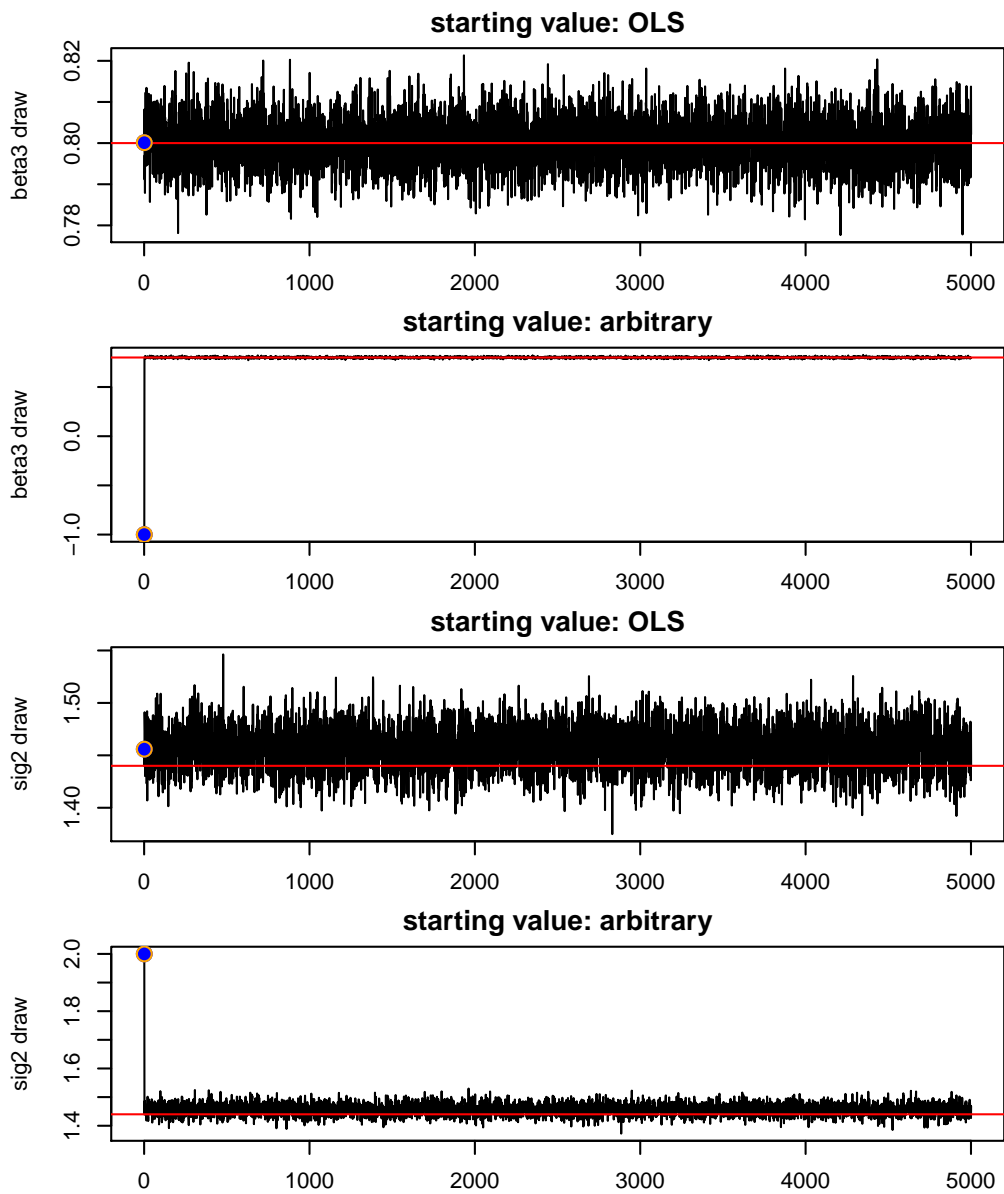 starting value: OLS
beta3 draw
0.78 0.80 0.82
0 1000 2000 3000 4000 5000
starting value: arbitrary
beta3 draw
−1.0 0.0
0 1000 2000 3000 4000 5000
starting value: OLS
sig2 draw
1.40 1.50
0 1000 2000 3000 4000 5000
starting value: arbitrary
sig2 draw
1.4 1.6 1.8 2.0
0 1000 2000 3000 4000 5000